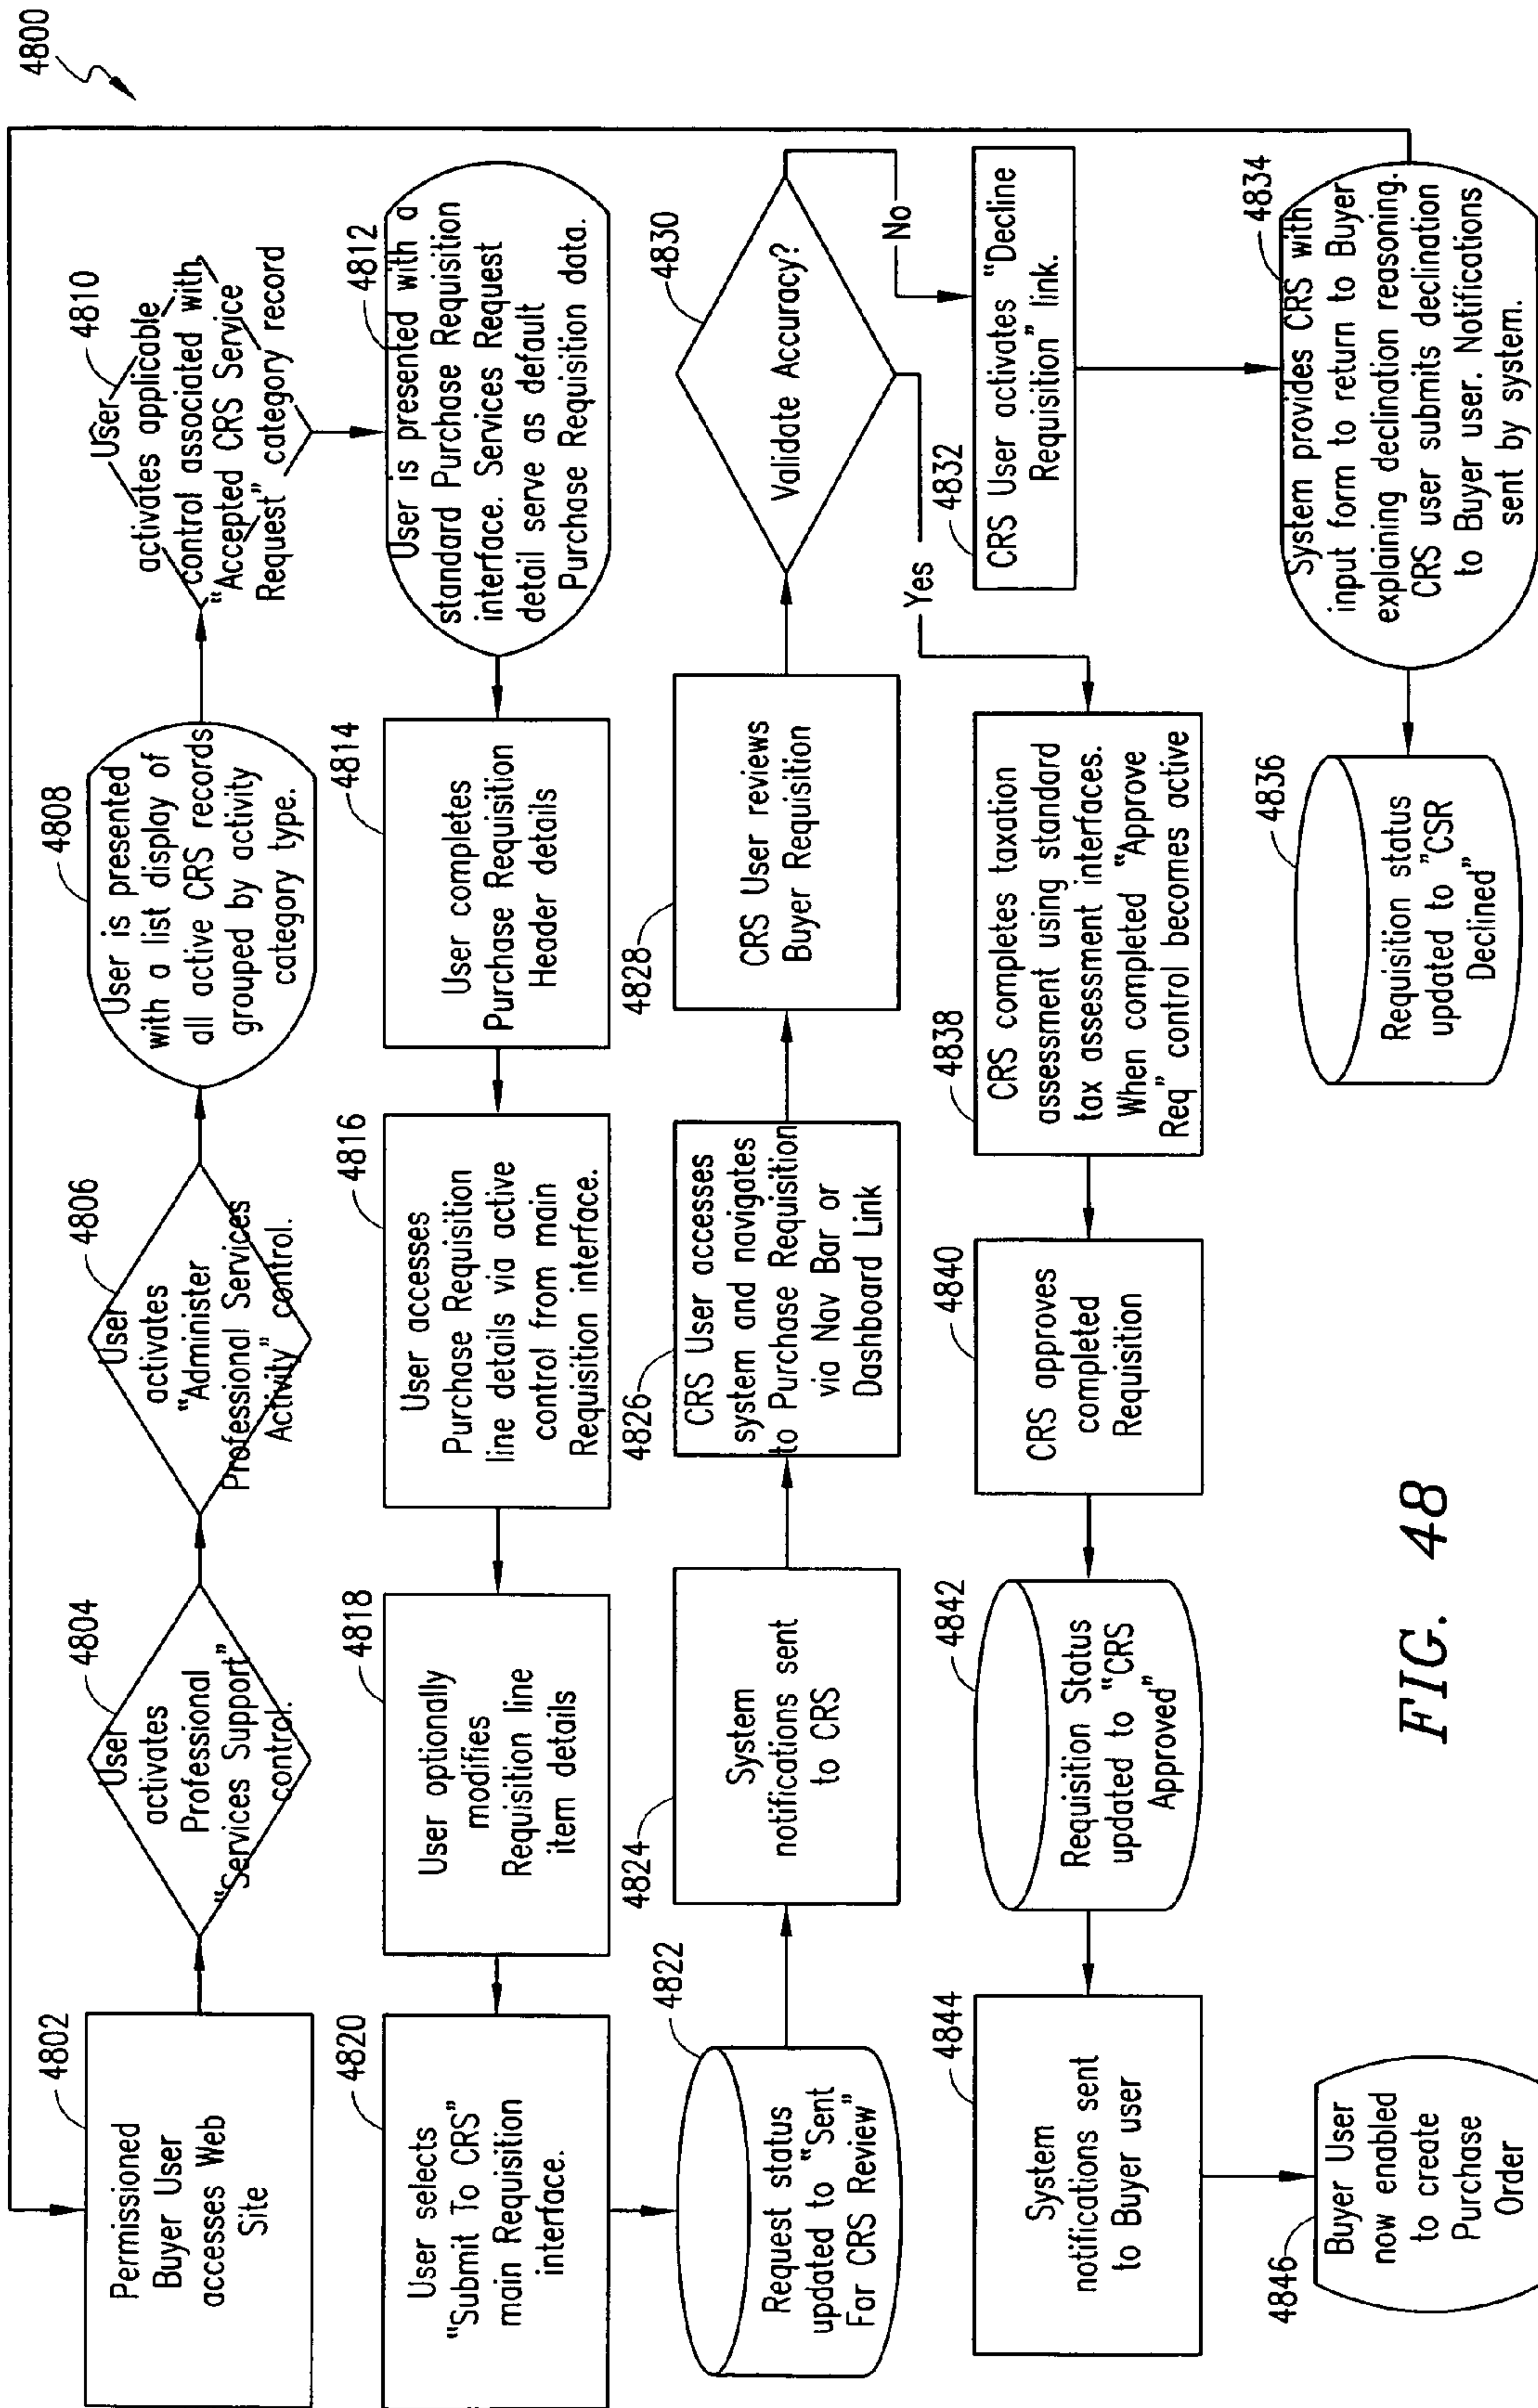 4800
4802
Permissioned
Buyer User
accesses Web
Site
4804
User
activates
Professional
"Services Support"
control.
4806
User
activates
"Administer
Professional Services
Activity" control.
4808
User is presented
with a list display of
all active CRS records
grouped by activity
category type.
4810
User
activates applicable
control associated with
"Accepted CRS Service
Request" category record
4812
User is presented with a
standard Purchase Requisition
interface. Services Request
detail serve as default
Purchase Requisition data.
4814
User completes
Purchase Requisition
Header details
4816
User accesses
Purchase Requisition
line details via active
control from main
Requisition interface.
4818
User optionally
modifies
Requisition line
item details
4820
User selects
"Submit To CRS"
main Requisition
interface.
4822
Request status
updated to "Sent
For CRS Review"
4824
System
notifications sent
to CRS
4826
CRS User accesses
system and navigates
to Purchase Requisition
via Nav Bar or
Dashboard Link
4828
CRS User reviews
Buyer Requisition
4830
Validate Accuracy?
No
Yes
4832
CRS User activates "Decline
Requisition" link.
4834
System provides CRS with
input form to return to Buyer
explaining declination reasoning.
CRS user submits declination
to Buyer user. Notifications
sent by system.
4836
Requisition status
updated to "CSR
Declined"
4838
CRS completes taxation
assessment using standard
tax assessment interfaces.
When completed "Approve
Req" control becomes active
4840
CRS approves
completed
Requisition
4842
Requisition Status
updated to "CRS
Approved"
4844
System
notifications sent
to Buyer user
4846
Buyer User
now enabled
to create
Purchase
Order
FIG. 48